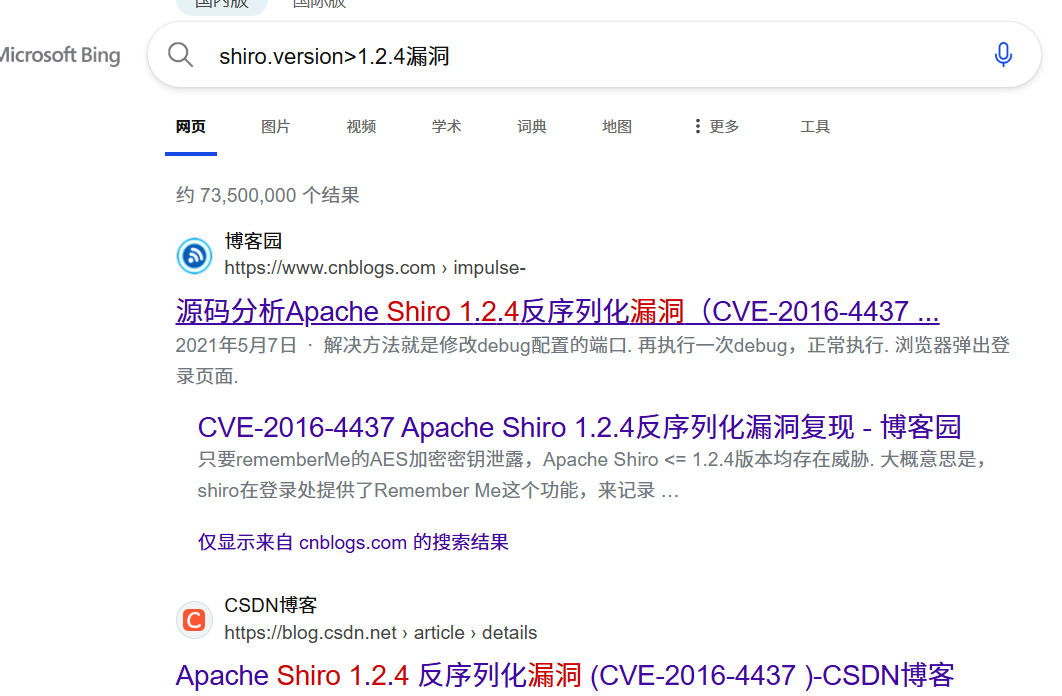 国内版 国际版
Microsoft Bing
shiro.version>1.2.4漏洞
网页 图片 视频 学术 词典 地图 更多 工具
约 73,500,000 个结果
博客园
https://www.cnblogs.com › impulse-
源码分析Apache Shiro 1.2.4反序列化漏洞（CVE-2016-4437 ...
2021年5月7日 · 解决方法就是修改debug配置的端口. 再执行一次debug，正常执行. 浏览器弹出登
录页面.
CVE-2016-4437 Apache Shiro 1.2.4反序列化漏洞复现 - 博客园
只要rememberMe的AES加密密钥泄露，Apache Shiro <= 1.2.4版本均存在威胁. 大概意思是，
shiro在登录处提供了Remember Me这个功能，来记录 …
仅显示来自 cnblogs.com 的搜索结果
CSDN博客
https://blog.csdn.net › article › details
Apache Shiro 1.2.4 反序列化漏洞 (CVE-2016-4437 )-CSDN博客